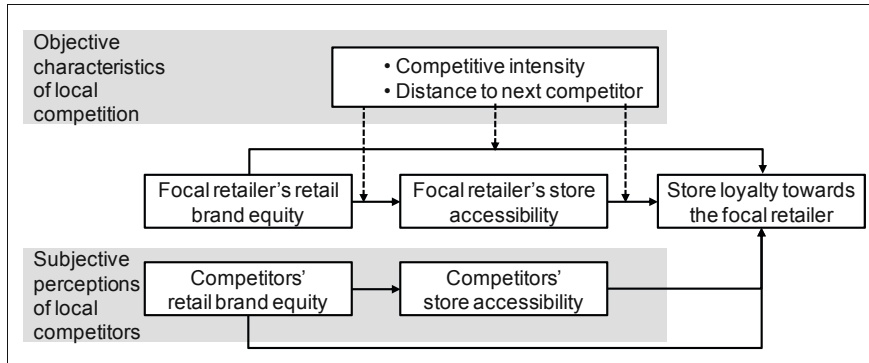 Objective
characteristics
of local
competition
• Competitive intensity
• Distance to next competitor
Focal retailer’s retail
brand equity
Focal retailer’s store
accessibility
Store loyalty towards
the focal retailer
Subjective
perceptions
of local
competitors
Competitors’
retail brand equity
Competitors’
store accessibility